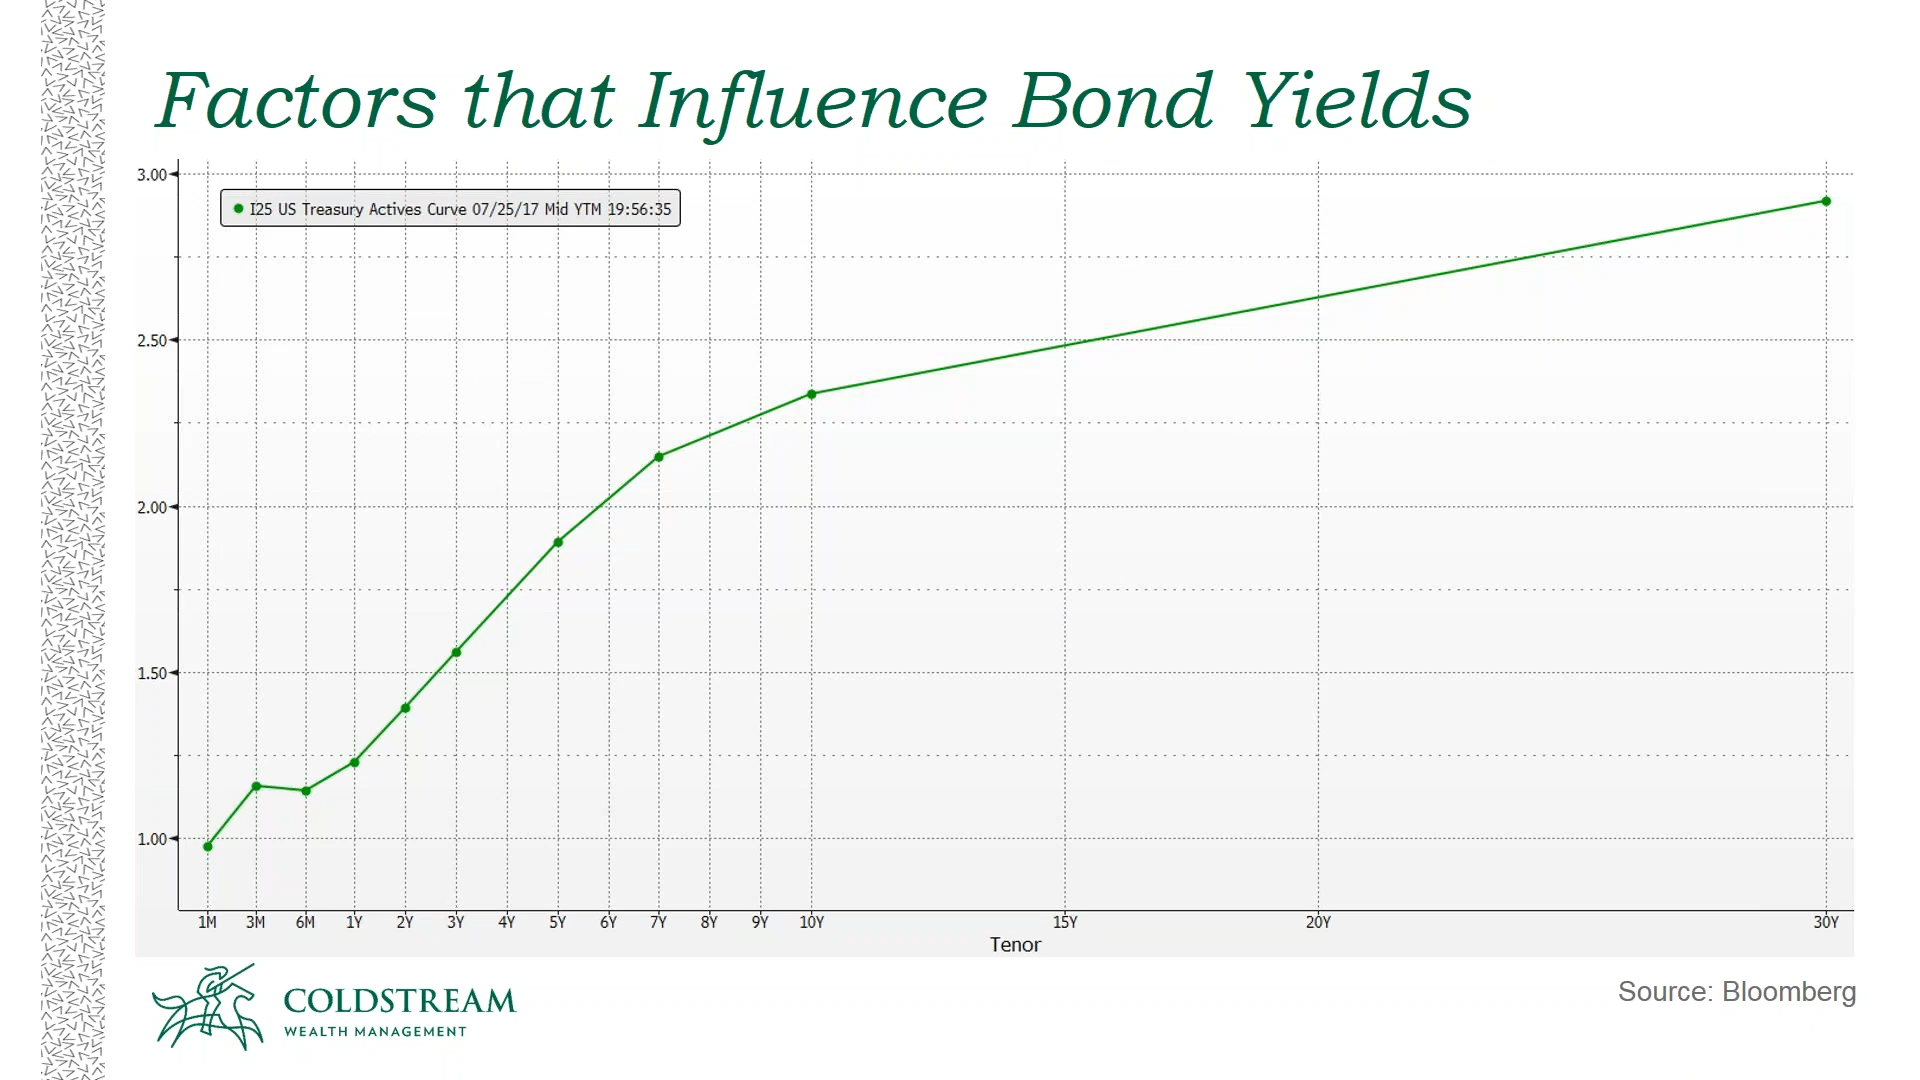 Factors that Influence Bond Yields
I25 US Treasury Actives Curve 07/25/17 Mid YTM 19:56:35
3.00
2.50
2.00
1.50
1.00
1M 3M 6M 1Y 2Y 3Y 4Y 5Y 6Y 7Y 8Y 9Y 10Y 15Y 20Y 30Y
Tenor
COLDSTREAM
WEALTH MANAGEMENT
Source: Bloomberg